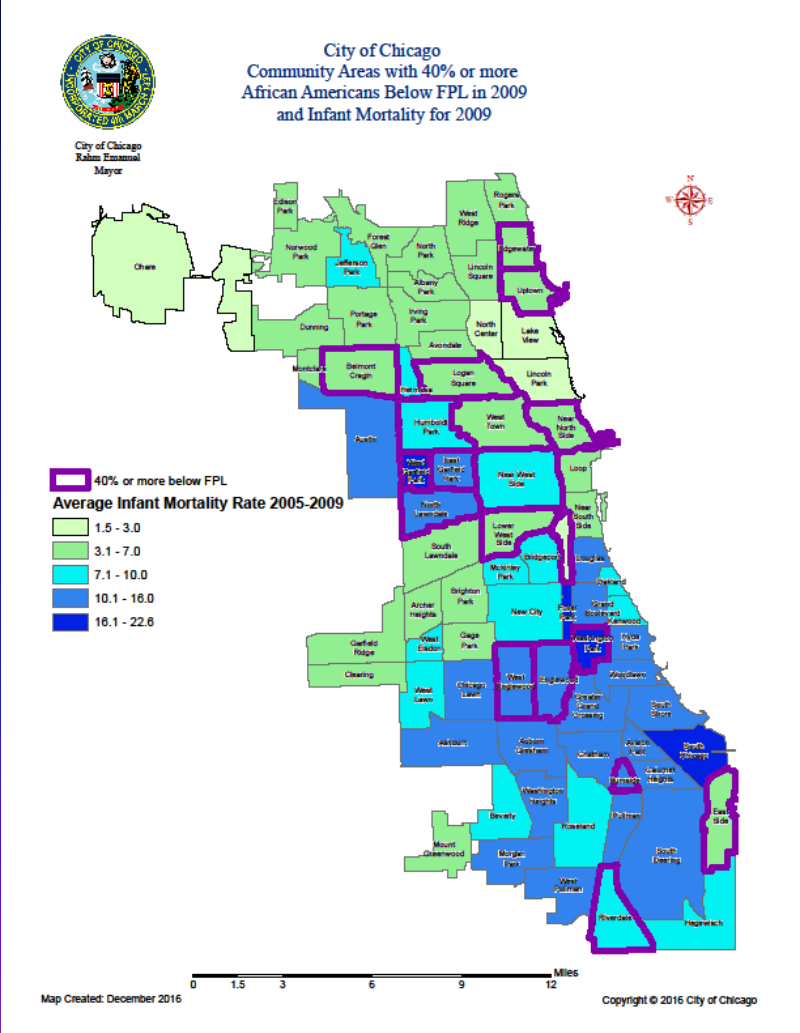 City of Chicago
Community Areas with 40% or more
African Americans Below FPL in 2009
and Infant Mortality for 2009
CITY OF CHICAGO
INCORPORATED 4th MARCH
City of Chicago
Rahm Emanuel
Mayor
N
W
E
S
Rogers
Park
Edison
Park
West
Ridge
Forest
Glen
Norwood
Park
North
Park
Edgewater
Jefferson
Park
Ohare
Lincoln
Square
Albany
Park
Uptown
Portage
Park
Irving
Park
Dunning
North
Center
Lake
View
Avondale
Montclare
Belmont
Cragin
Logan
Square
Lincoln
Park
Hermosa
Humboldt
Park
West
Town
Near
North
Side
Austin
West
Garfield
Park
East
Garfield
Park
Near West
Side
Loop
North
Lawndale
Near
South
Side
Lower
West
Side
South
Lawndale
Bridgeport
Douglas
McKinley
Park
Oakland
Brighton
Park
Archer
Heights
New City
Fuller
Park
Grand
Boulevard
Kenwood
West
Elsdon
Gage
Park
Washington
Park
Hyde
Park
Garfield
Ridge
Clearing
West
Lawn
Chicago
Lawn
West
Englewood
Englewood
Woodlawn
Greater
Grand
Crossing
South
Shore
Ashburn
Auburn
Gresham
Chatham
Avalon
Park
South
Chicago
Burnside
Calumet
Heights
Washington
Heights
Beverly
Roseland
Pullman
East
Side
Mount
Greenwood
Morgan
Park
South
Deering
West
Pullman
Riverdale
Hegewisch
40% or more below FPL
Average Infant Mortality Rate 2005-2009
1.5 - 3.0
3.1 - 7.0
7.1 - 10.0
10.1 - 16.0
16.1 - 22.6
Miles
0 1.5 3 6 9 12
Map Created: December 2016
Copyright © 2016 City of Chicago